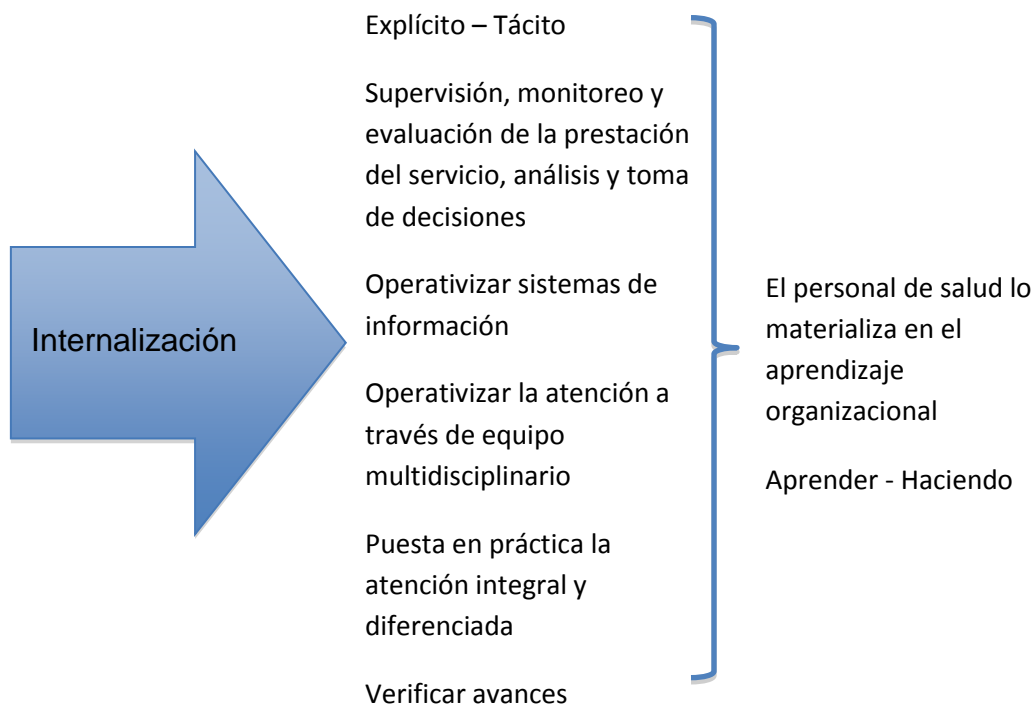 Internalización
Explícito – Tácito
Supervisión, monitoreo y
evaluación de la prestación
del servicio, análisis y toma
de decisiones
Operativizar sistemas de
información
Operativizar la atención a
través de equipo
multidisciplinario
Puesta en práctica la
atención integral y
diferenciada
Verificar avances
El personal de salud lo
materializa en el
aprendizaje
organizacional
Aprender - Haciendo